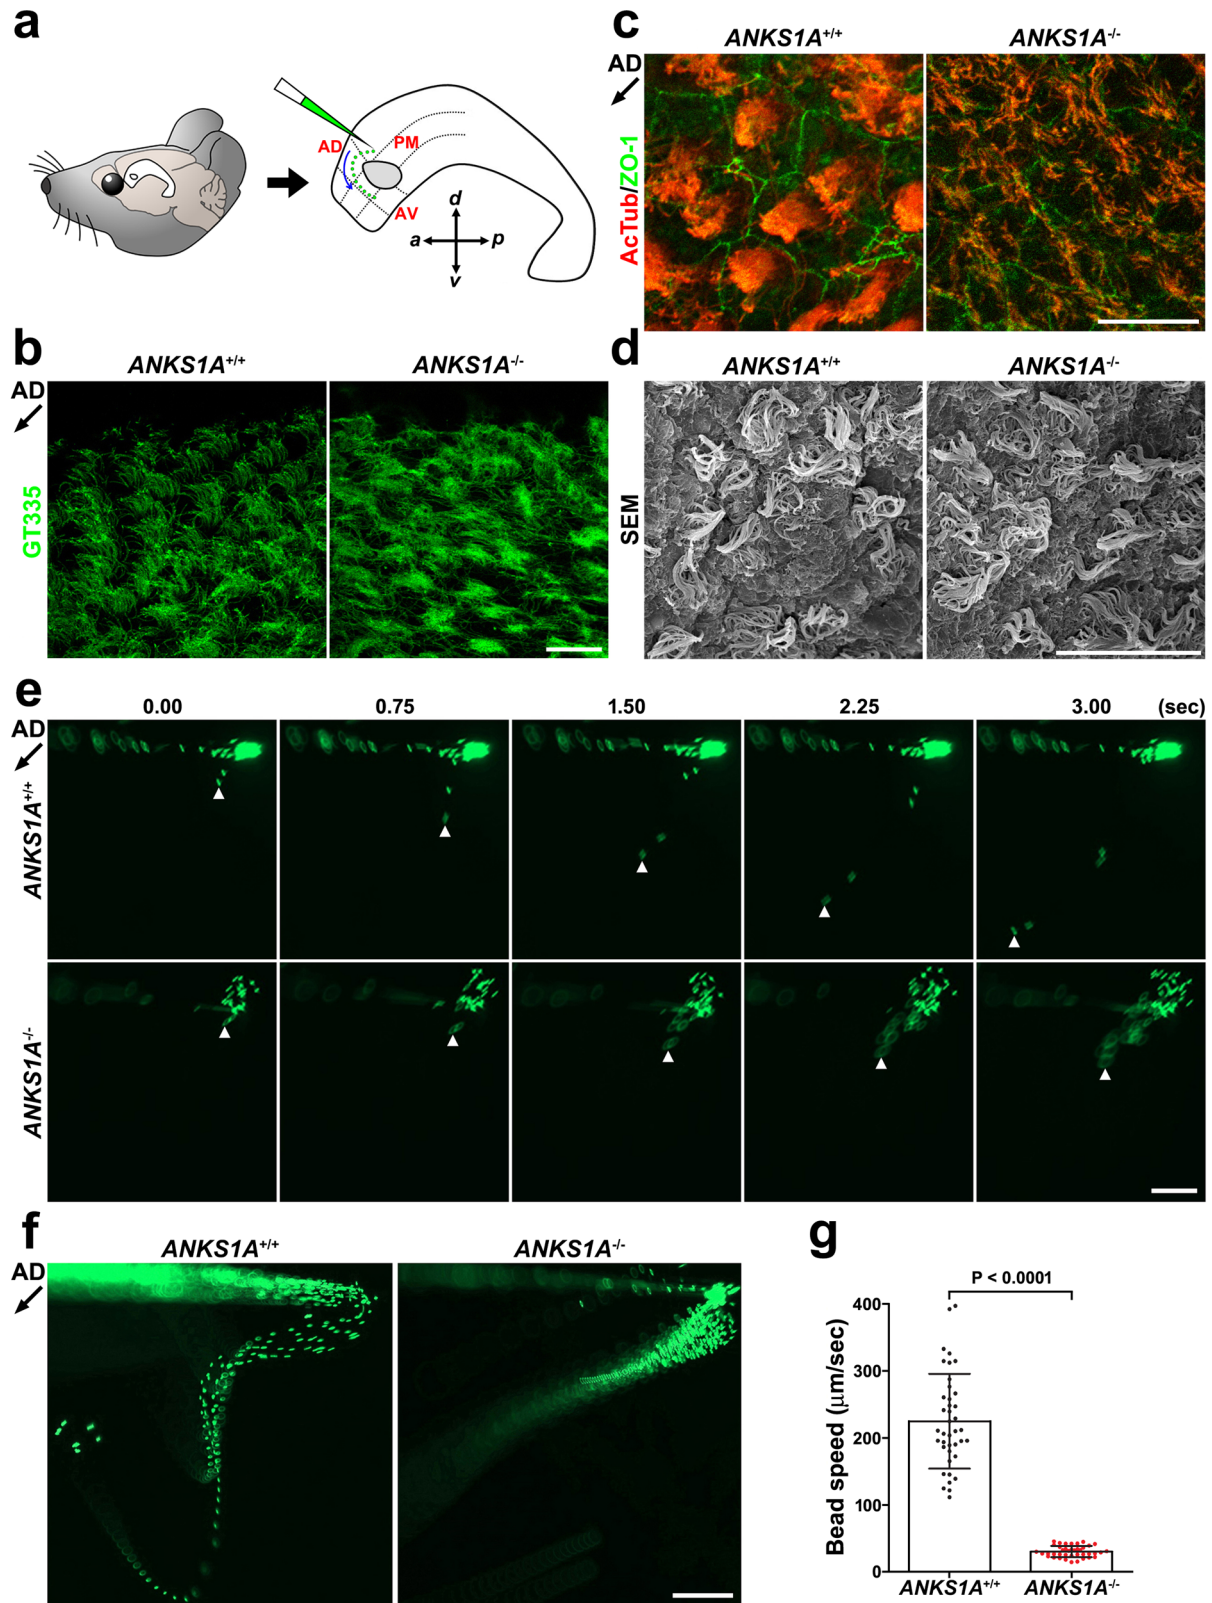 a
AD
PM
AV
d
a
p
v
b
ANKS1A+/+
ANKS1A-/-
AD
GT335
c
ANKS1A+/+
ANKS1A-/-
AD
AcTub/ZO-1
d
ANKS1A+/+
ANKS1A-/-
SEM
e
0.00 0.75 1.50 2.25 3.00 (sec)
AD
ANKS1A+/+
ANKS1A-/-
f
ANKS1A+/+
ANKS1A-/-
AD
g
P < 0.0001
Bead speed (μm/sec)
400
300
200
100
0
ANKS1A+/+
ANKS1A-/-